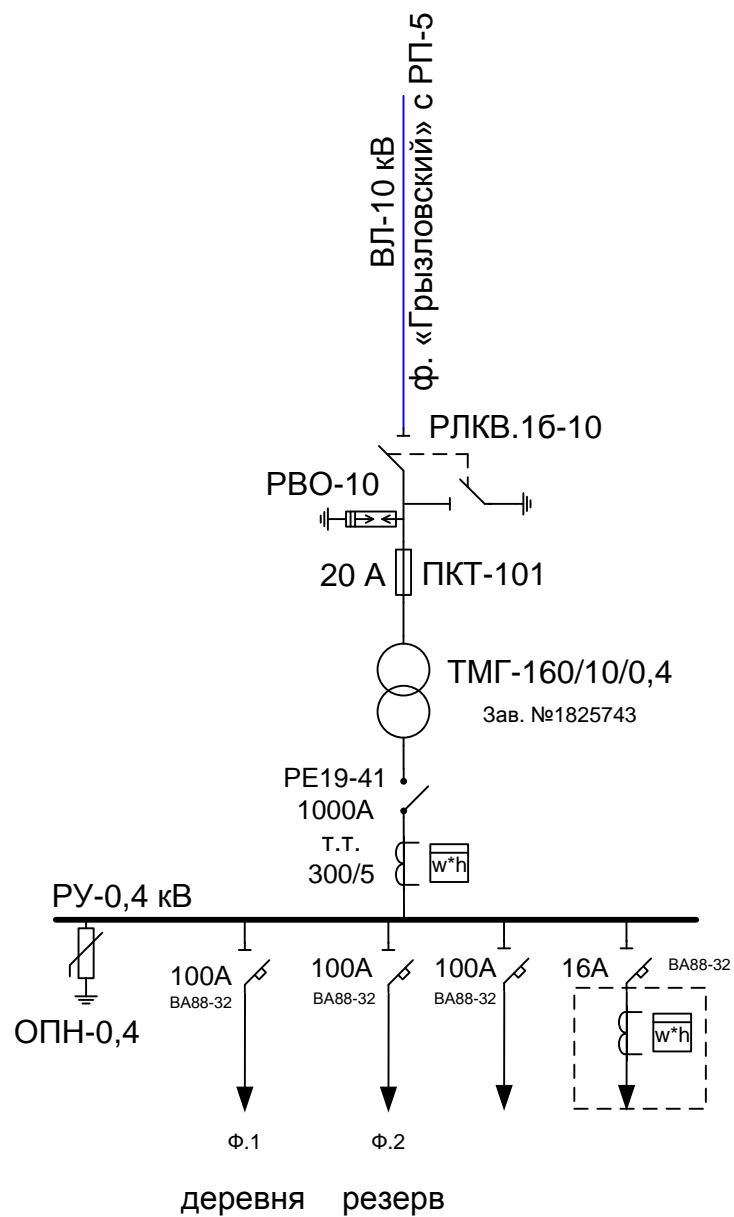 ВЛ-10 кВ
ф. «Грызловский» с РП-5
РЛКВ.1б-10
РВО-10
20 А
ПКТ-101
ТМГ-160/10/0,4
Зав. №1825743
РЕ19-41
1000А
т.т.
300/5
w*h
РУ-0,4 кВ
ОПН-0,4
100А
ВА88-32
100А
ВА88-32
100А
ВА88-32
16А
ВА88-32
w*h
Ф.1
Ф.2
деревня
резерв